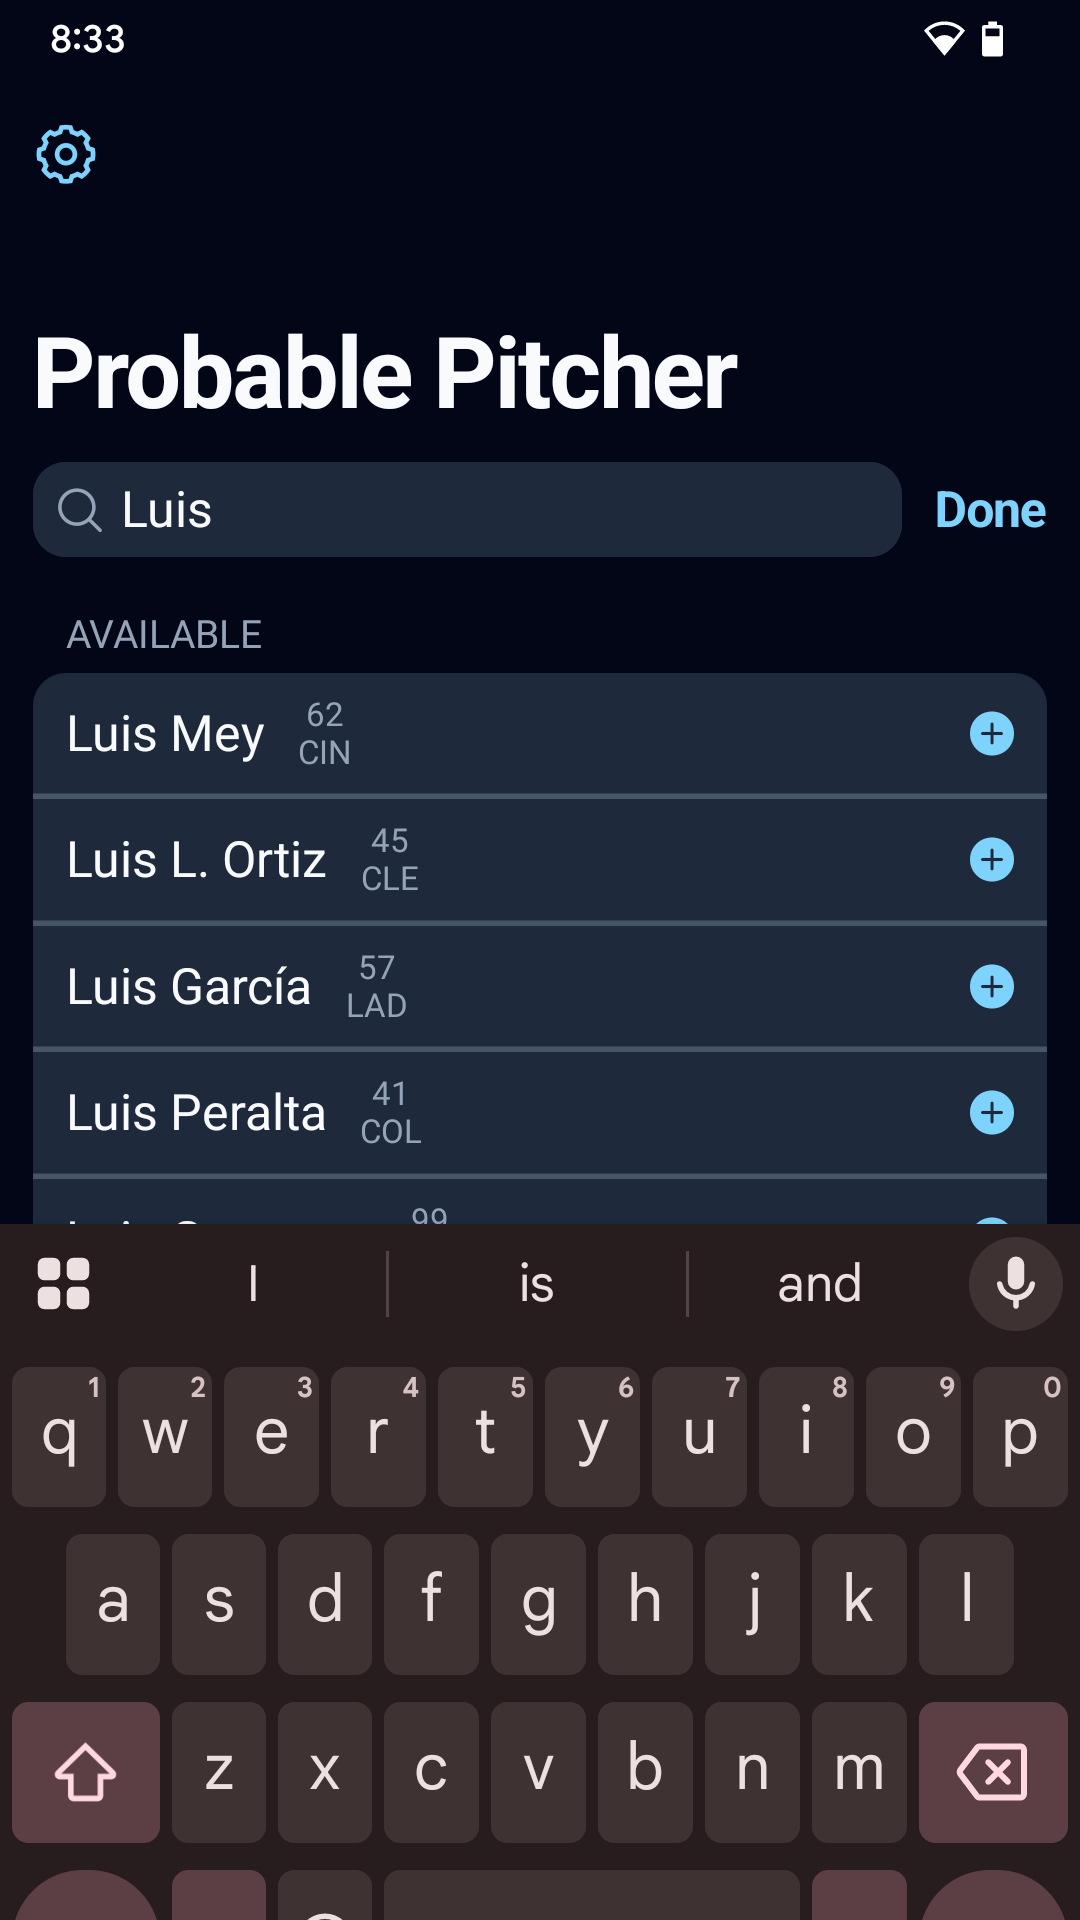 8:33
Probable Pitcher
Luis
Done
AVAILABLE
Luis Mey 62 CIN
Luis L. Ortiz 45 CLE
Luis García 57 LAD
Luis Peralta 41 COL
99
I is and
q 1 w 2 e 3 r 4 t 5 y 6 u 7 i 8 o 9 p 0
a s d f g h j k l
z x c v b n m